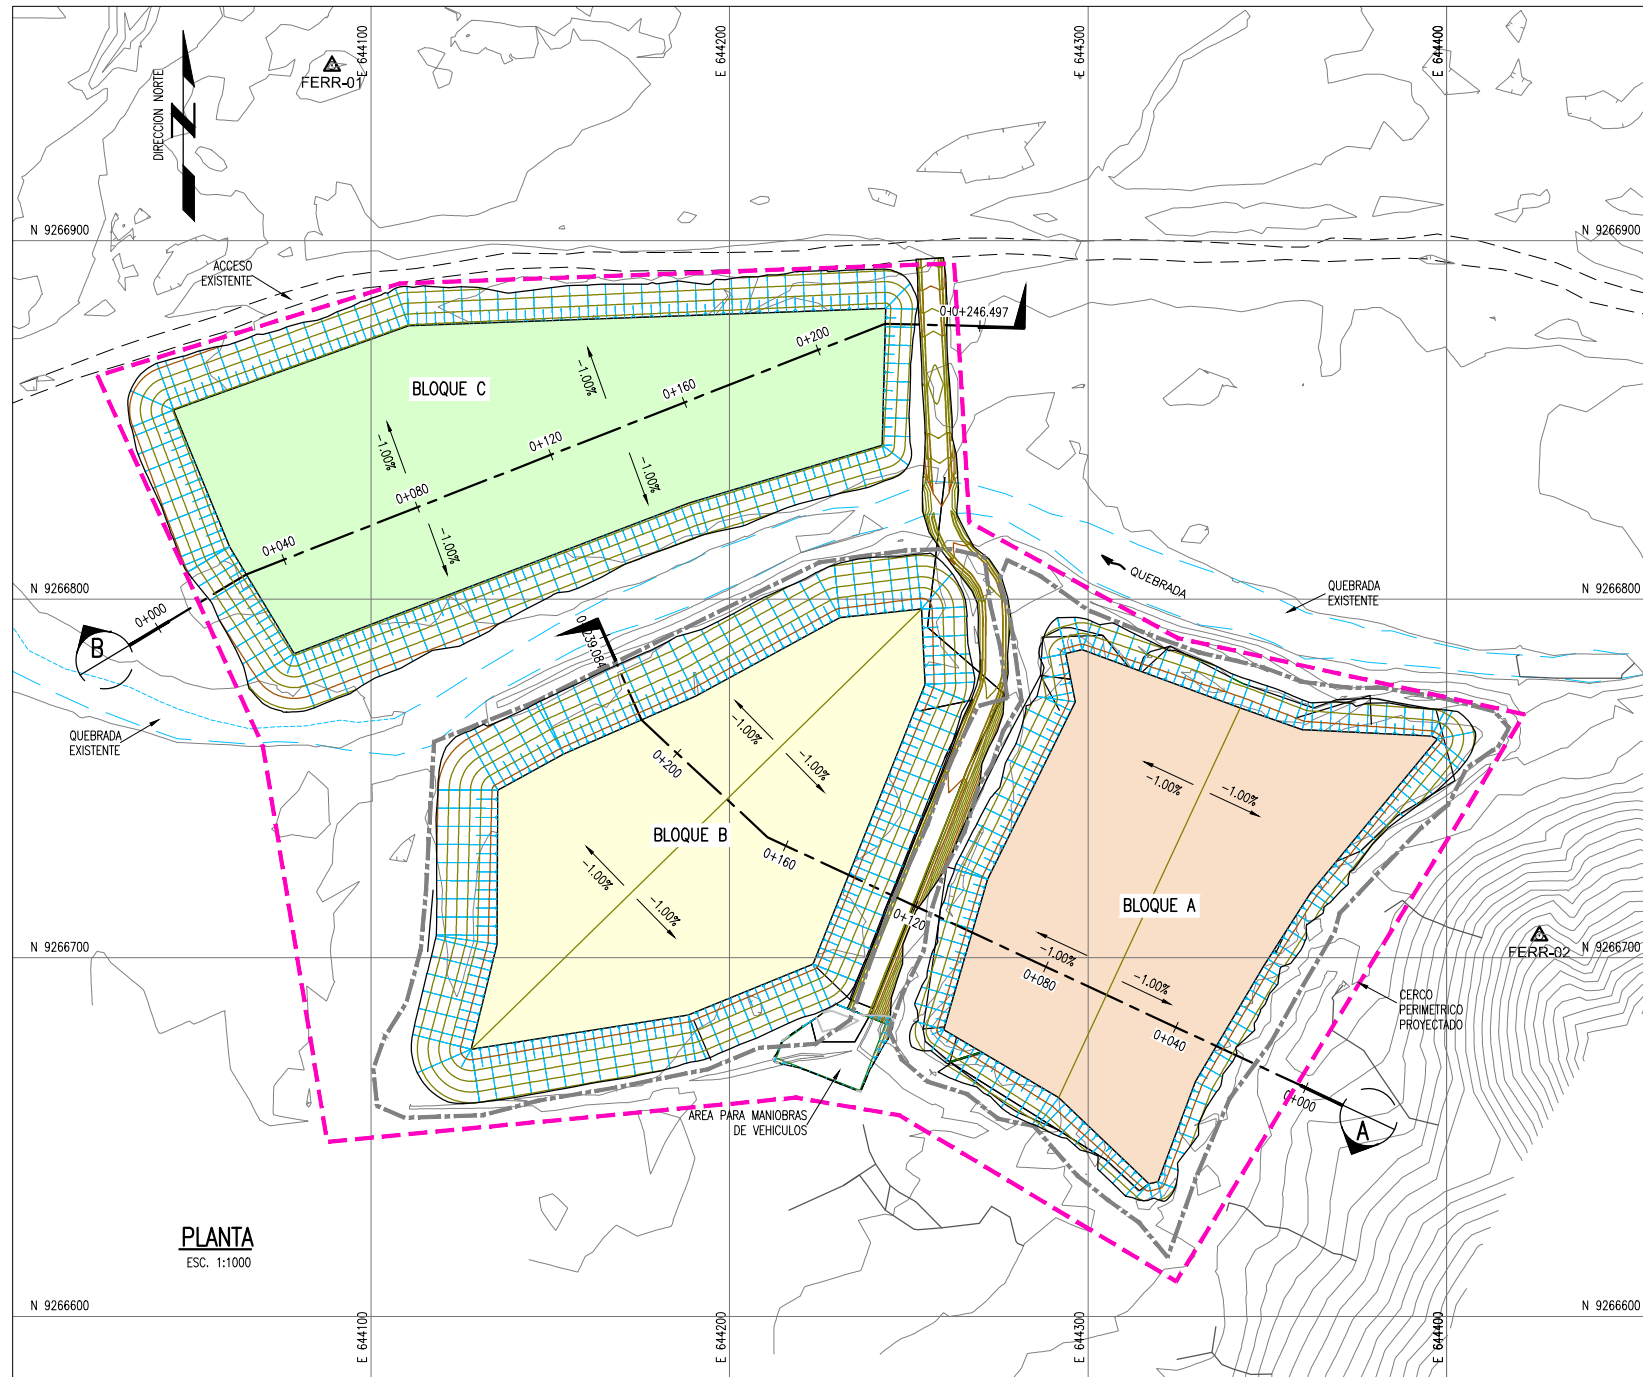 E 644100
E 644200
E 644300
E 644400
FERR-01
DIRECCION NORTE
N
N 9266900
N 9266900
ACCESO
EXISTENTE
0+246.497
0+200
BLOQUE C
-1.00%
0+160
-1.00%
0+120
-1.00%
0+080
-1.00%
0+040
N 9266800
N 9266800
QUEBRADA
QUEBRADA
EXISTENTE
0+000
B
0+239.084
QUEBRADA
EXISTENTE
-1.00%
-1.00%
0+200
-1.00%
-1.00%
BLOQUE B
0+160
-1.00%
-1.00%
BLOQUE A
0+120
N 9266700
N 9266700
FERR-02
-1.00%
-1.00%
0+080
0+040
CERCO
PERIMETRICO
PROYECTADO
0+000
A
AREA PARA MANIOBRAS
DE VEHICULOS
PLANTA
ESC. 1:1000
N 9266600
N 9266600
E 644100
E 644200
E 644300
E 644400